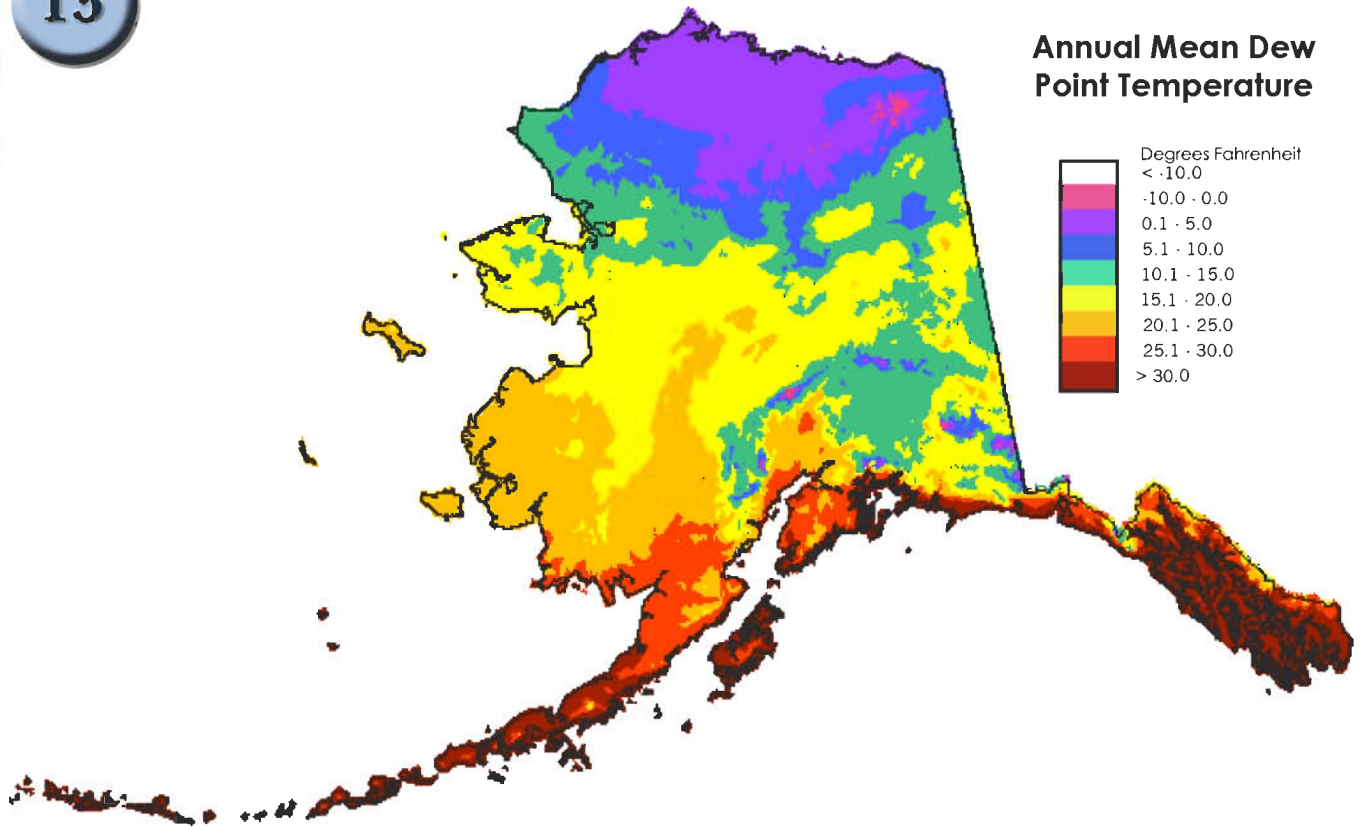 15
Annual Mean Dew
Point Temperature
Degrees Fahrenheit
< -10.0
-10.0 - 0.0
0.1 - 5.0
5.1 - 10.0
10.1 - 15.0
15.1 - 20.0
20.1 - 25.0
25.1 - 30.0
> 30.0